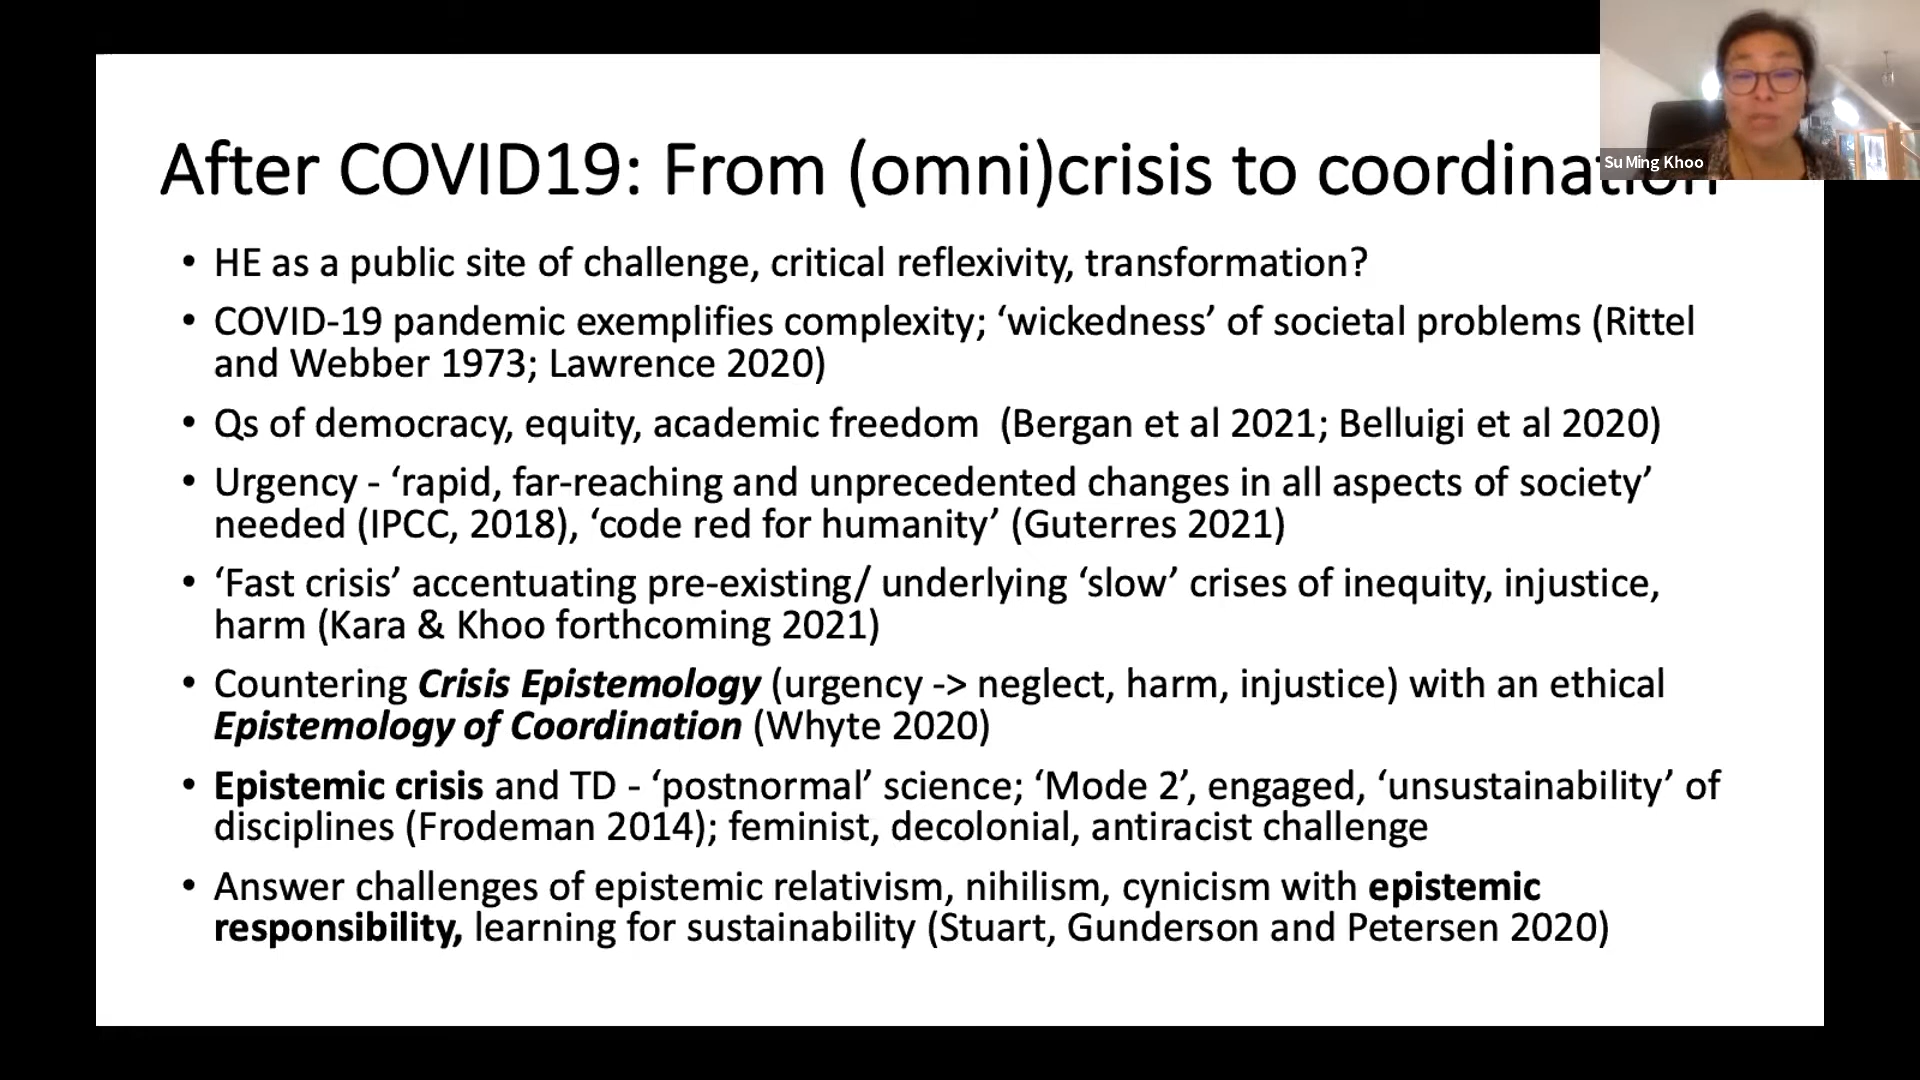 After COVID19: From (omni)crisis to coordination
Su Ming Khoo
• HE as a public site of challenge, critical reflexivity, transformation?
• COVID-19 pandemic exemplifies complexity; ‘wickedness’ of societal problems (Rittel
and Webber 1973; Lawrence 2020)
• Qs of democracy, equity, academic freedom  (Bergan et al 2021; Belluigi et al 2020)
• Urgency - ‘rapid, far-reaching and unprecedented changes in all aspects of society’
needed (IPCC, 2018), ‘code red for humanity’ (Guterres 2021)
• ‘Fast crisis’ accentuating pre-existing/ underlying ‘slow’ crises of inequity, injustice,
harm (Kara & Khoo forthcoming 2021)
• Countering Crisis Epistemology (urgency -> neglect, harm, injustice) with an ethical
Epistemology of Coordination (Whyte 2020)
• Epistemic crisis and TD - ‘postnormal’ science; ‘Mode 2’, engaged, ‘unsustainability’ of
disciplines (Frodeman 2014); feminist, decolonial, antiracist challenge
• Answer challenges of epistemic relativism, nihilism, cynicism with epistemic
responsibility, learning for sustainability (Stuart, Gunderson and Petersen 2020)